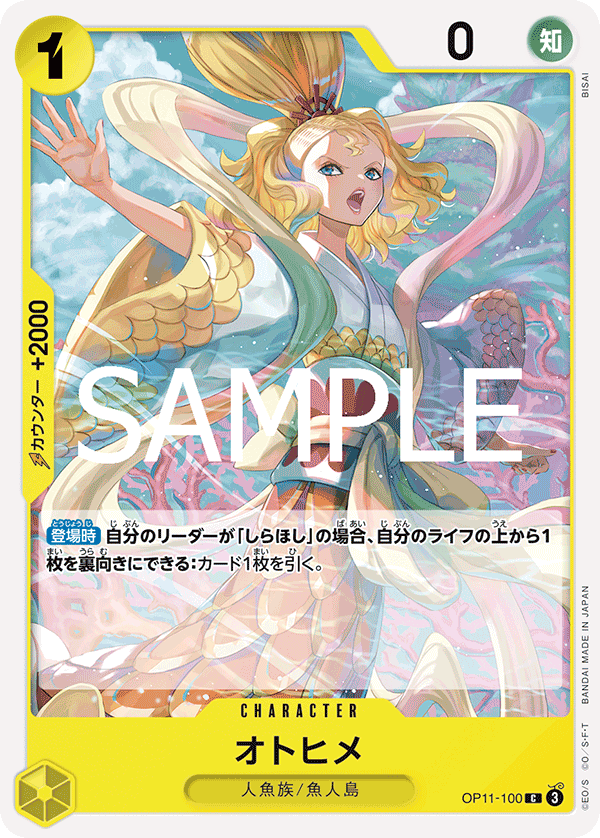 1
0
知
BISAI
カウンター +2000
SAMPLE
登場時 自分のリーダーが「しらほし」の場合、自分のライフの上から1
枚を裏向きにできる:カード1枚を引く。
CHARACTER
オトヒメ
人魚族/魚人島
OP11-100 C 3
©EO/S ©O/S・F・T BANDAI MADE IN JAPAN